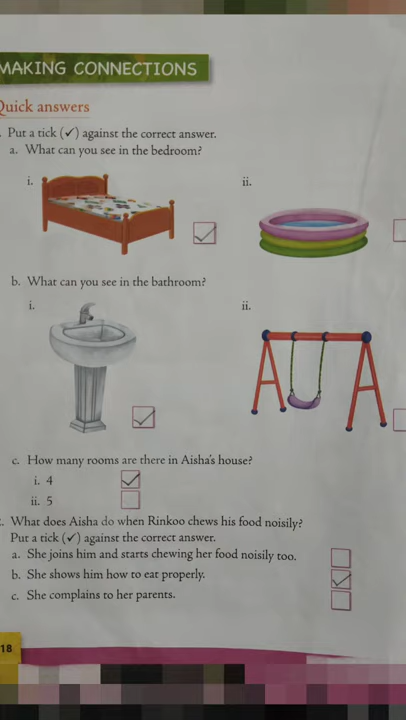 MAKING CONNECTIONS
Quick answers
. Put a tick (✓) against the correct answer.
a. What can you see in the bedroom?
i.
ii.
✓
b. What can you see in the bathroom?
i.
ii.
✓
c. How many rooms are there in Aisha's house?
i. 4 ✓
ii. 5
. What does Aisha do when Rinkoo chews his food noisily?
Put a tick (✓) against the correct answer.
a. She joins him and starts chewing her food noisily too.
b. She shows him how to eat properly. ✓
c. She complains to her parents.
18